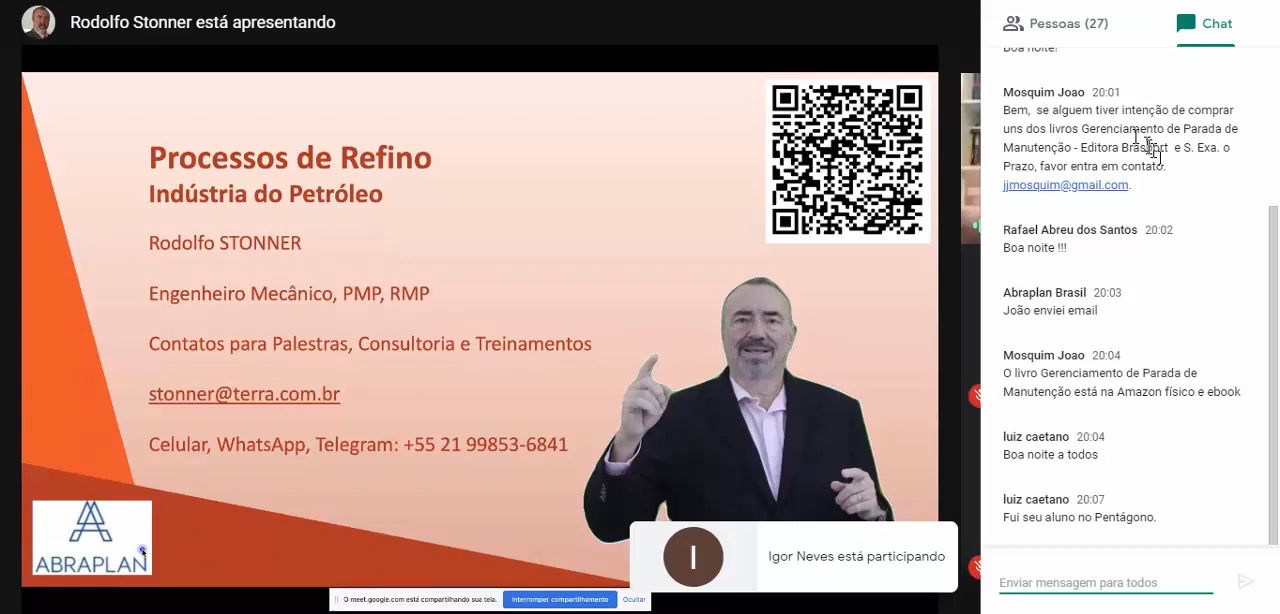 Rodolfo Stonner está apresentando
Processos de Refino
Indústria do Petróleo
Rodolfo STONNER
Engenheiro Mecânico, PMP, RMP
Contatos para Palestras, Consultoria e Treinamentos
stonner@terra.com.br
Celular, WhatsApp, Telegram: +55 21 99853-6841
ABRAPLAN
I
Igor Neves está participando
O meet.google.com está compartilhando sua tela.
Interromper compartilhamento
Ocultar
Pessoas (27)
Chat
Boa noite!
Mosquim Joao 20:01
Bem, se alguem tiver intenção de comprar
uns dos livros Gerenciamento de Parada de
Manutenção - Editora e S. Exa. o
Prazo, favor entra em contato.
jjmosquim@gmail.com.
Rafael Abreu dos Santos 20:02
Boa noite !!!
Abraplan Brasil 20:03
João enviei email
Mosquim Joao 20:04
O livro Gerenciamento de Parada de
Manutenção está na Amazon físico e ebook
luiz caetano 20:04
Boa noite a todos
luiz caetano 20:07
Fui seu aluno no Pentágono.
Enviar mensagem para todos